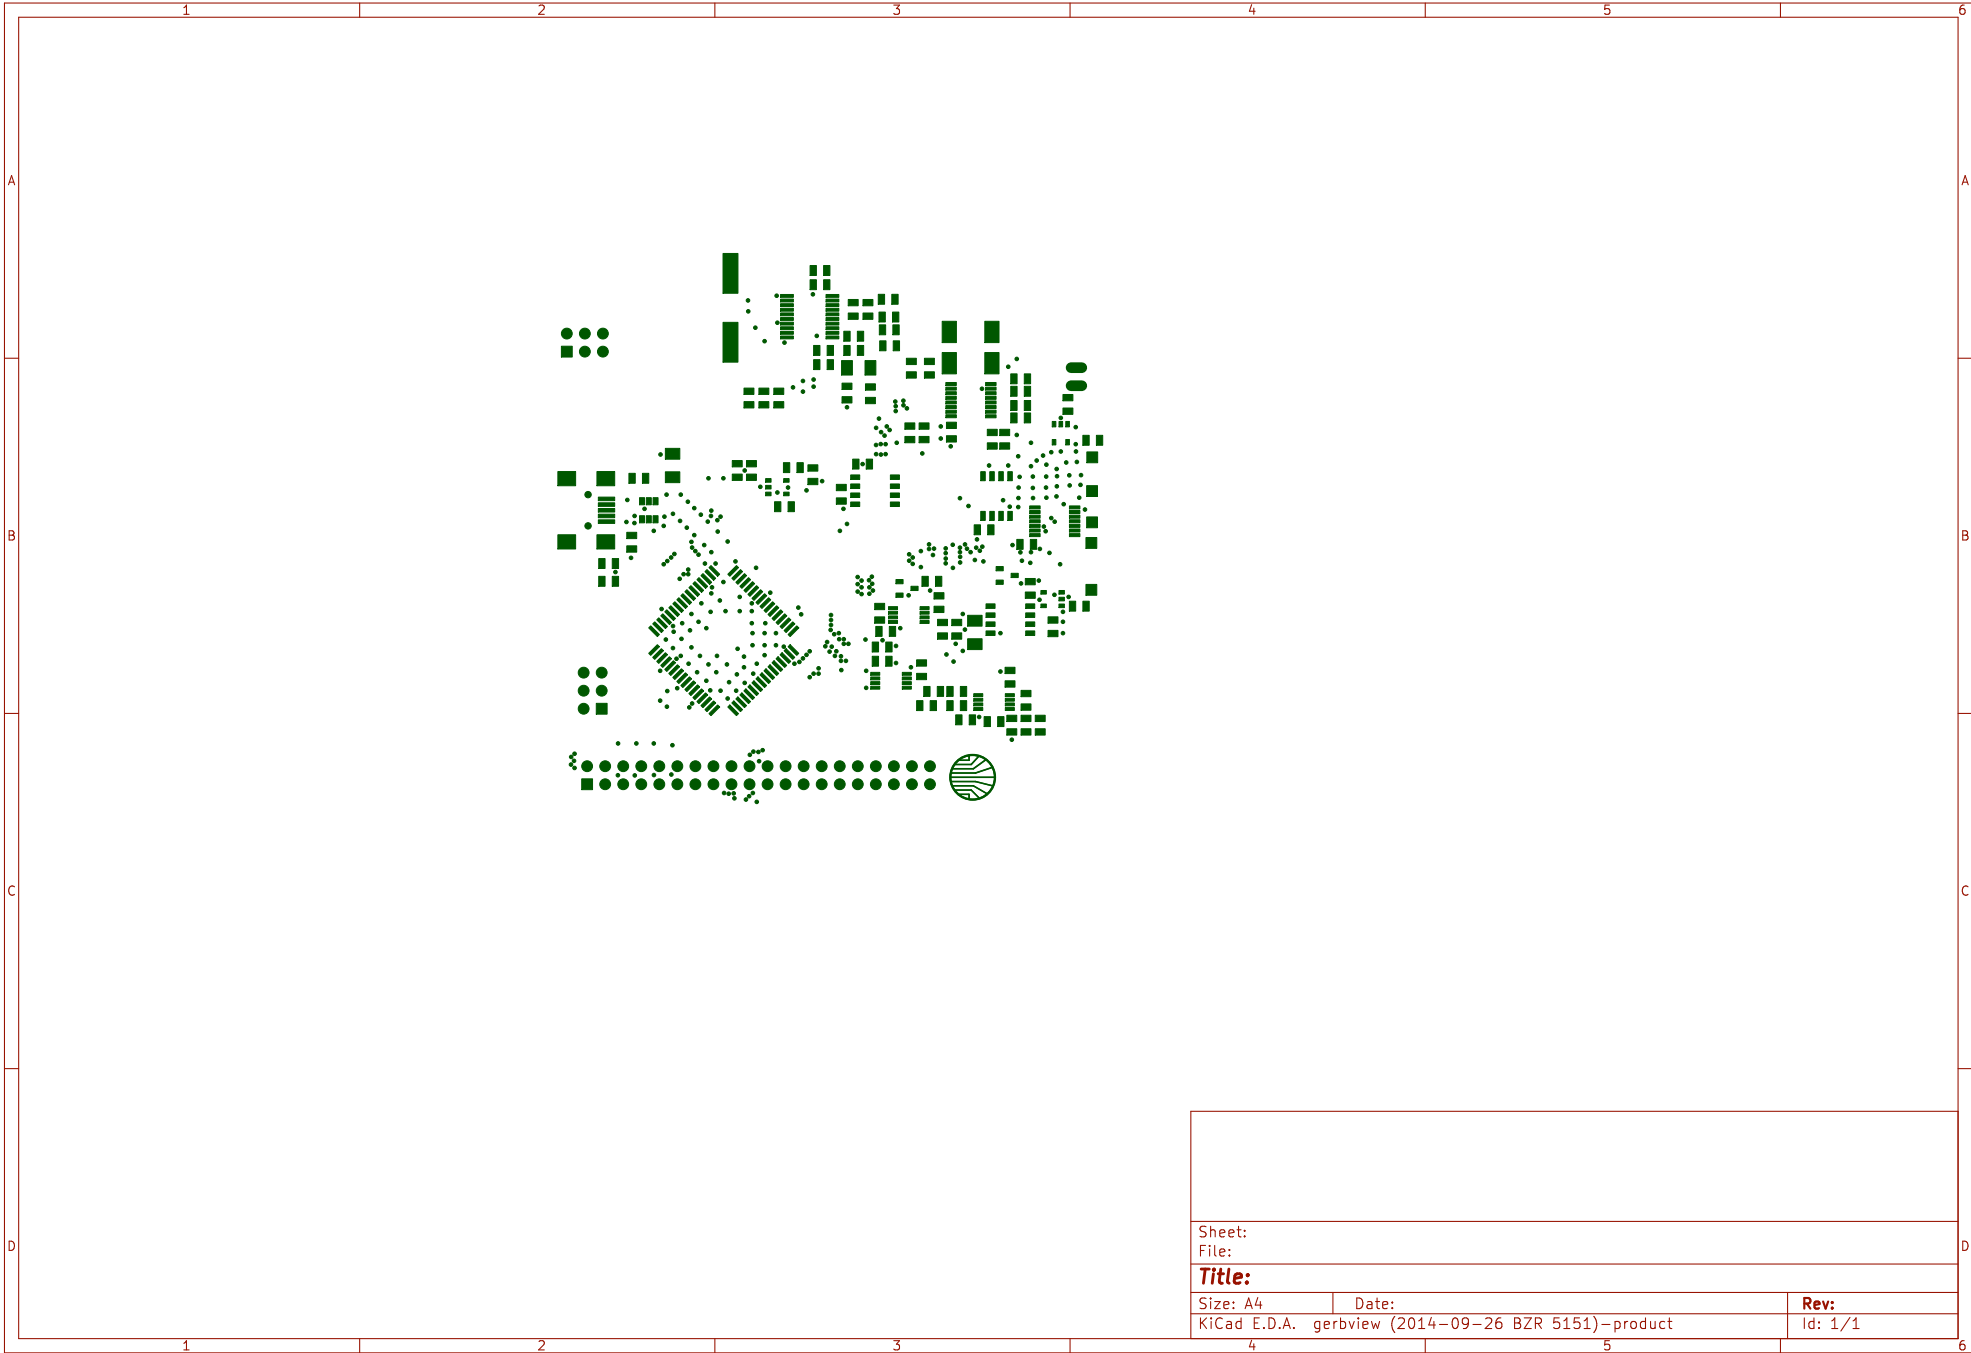 1 2 3 4 5 6
A A
B B
C C
D D
Sheet:
File:
Title:
Size: A4 Date: Rev:
KiCad E.D.A. gerbview (2014-09-26 BZR 5151)-product Id: 1/1
1 2 3 4 5 6